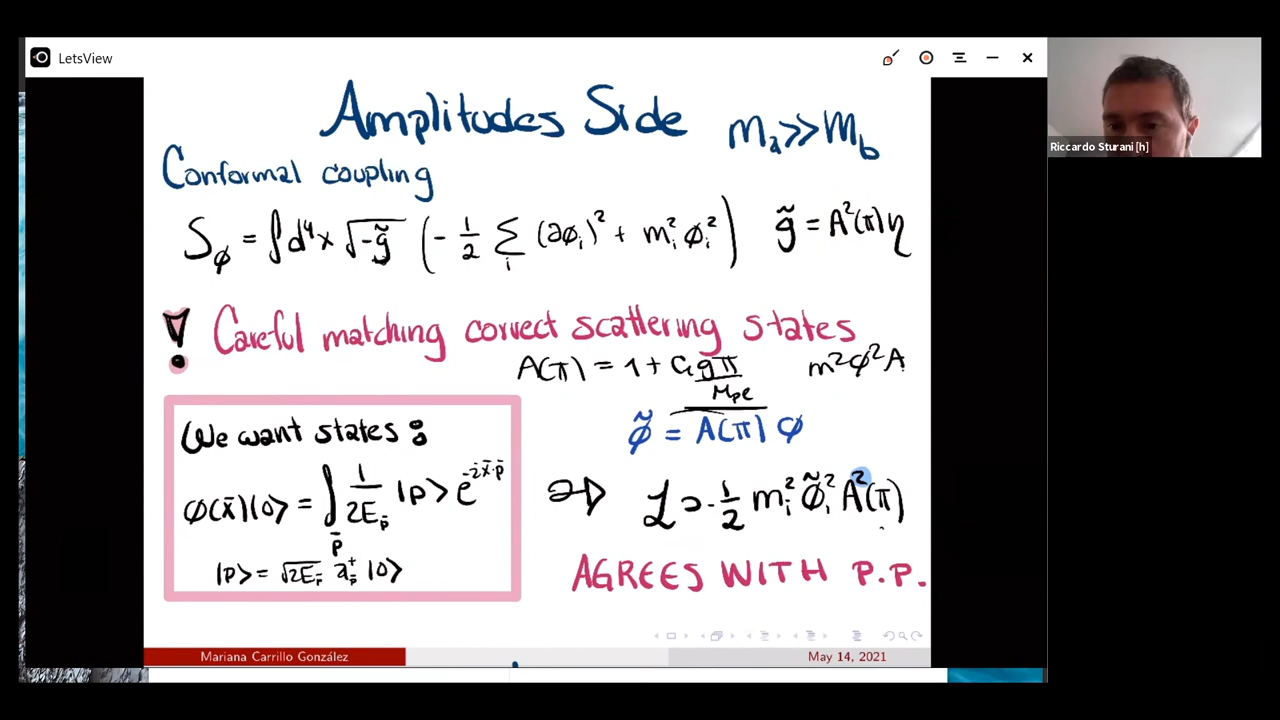 LetsView
Riccardo Sturani [h]
Amplitudes Side m_a >> m_b
Conformal coupling
S_ϕ = ∫ d⁴x √-g̃ ( - 1/2 Σ_i (∂ϕ_i)² + m_i² ϕ_i² ) g̃ = A²(π)η
! Careful matching correct scattering states
A(π) = 1 + C_1 gπ/M_pl m²ϕ²A
ϕ̃ = A(π) ϕ
We want states :
ϕ(x̄)|0> = ∫_p̄ 1/2E_p̄ |p> e^{-i x̄·p̄}
|p> = √2E_p̄ a_p̄^† |0>
=> L ⊃ - 1/2 m_i² ϕ̃_i² A²(π)
AGREES WITH P.P.
Mariana Carrillo González
May 14, 2021